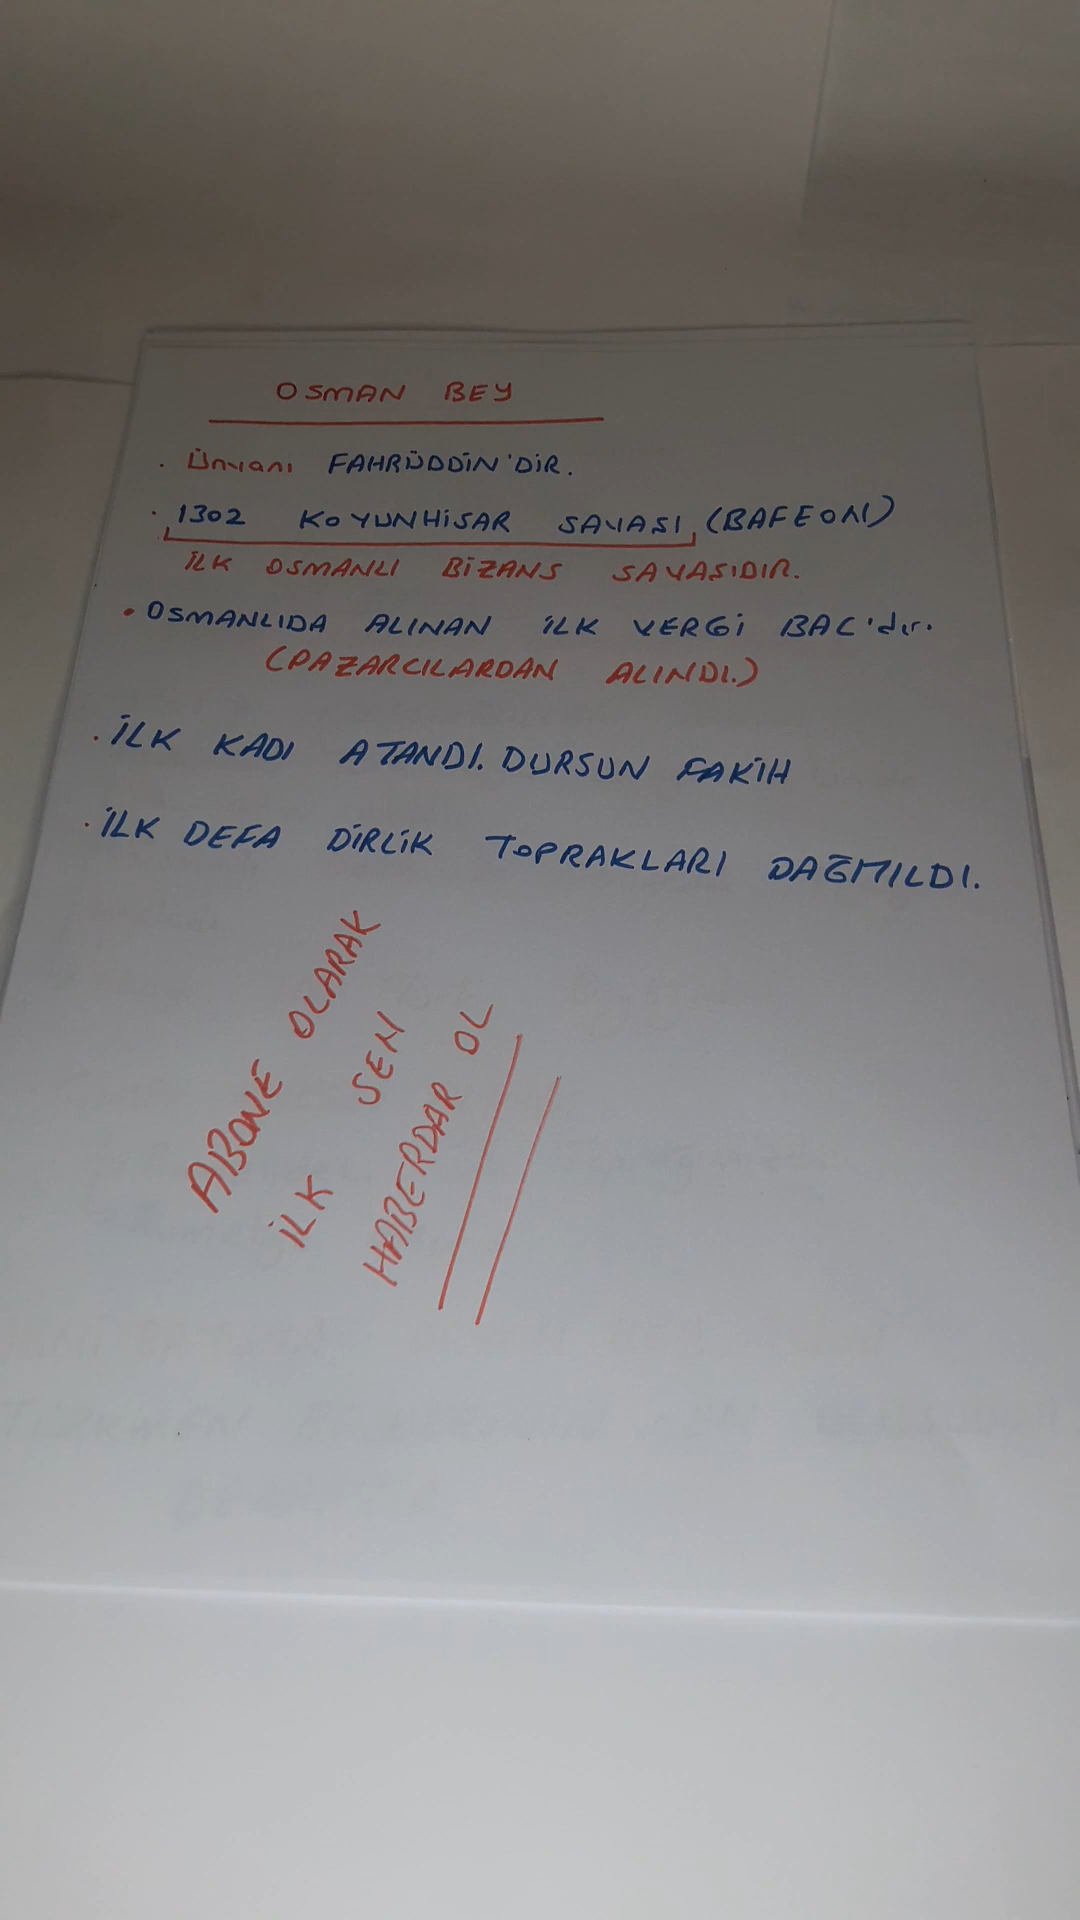 OSMAN BEY
. Ünvanı FAHRÜDDİN'DİR.
. 1302 KOYUNHİSAR SAVAŞI (BAFEON)
İLK OSMANLI BİZANS SAVAŞIDIR.
• OSMANLIDA ALINAN İLK VERGİ BAC'dır.
(PAZARCILARDAN ALINDI.)
. İLK KADI ATANDI. DURSUN FAKİH
. İLK DEFA DİRLİK TOPRAKLARI DAĞITILDI.
ABONE OLARAK
İLK SEN
HABERDAR OL